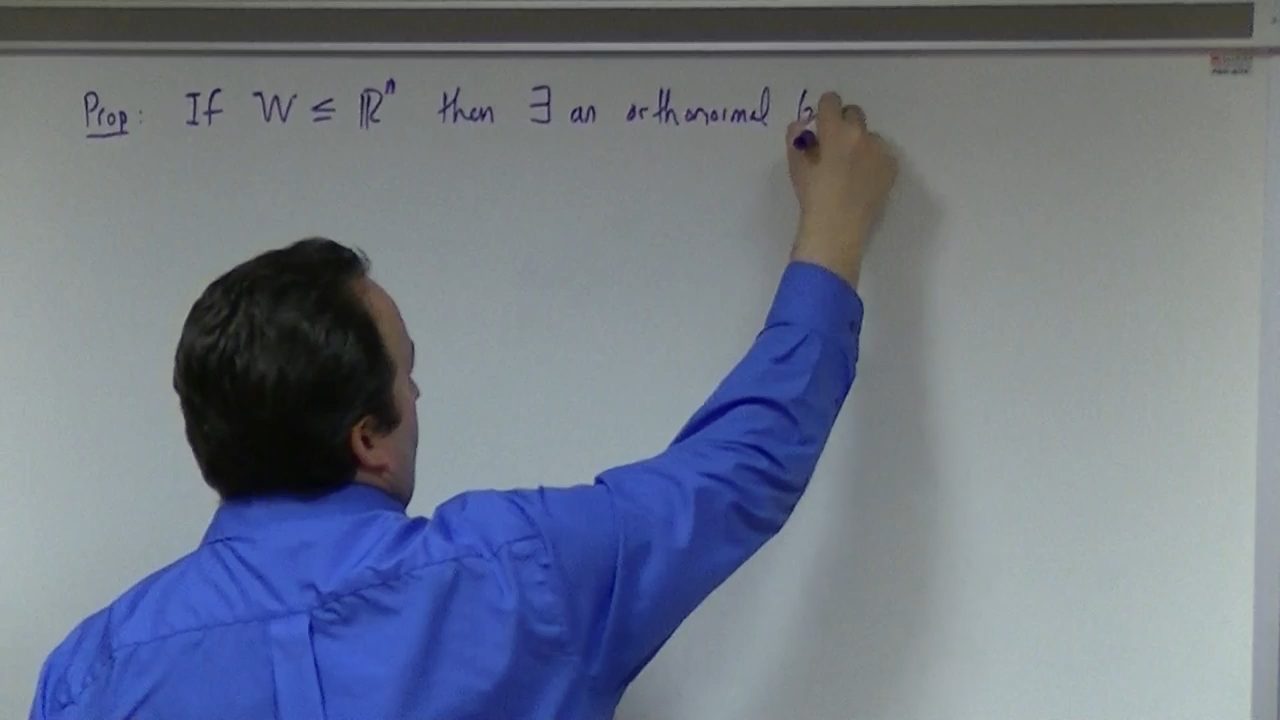 Prop: If W ≤ ℝⁿ then ∃ an orthonormal